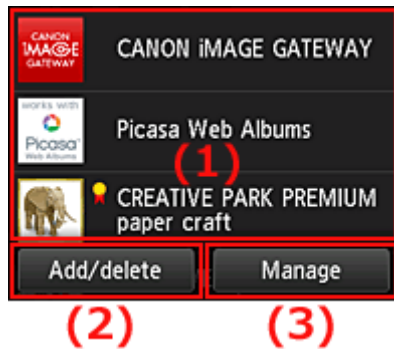 CANON
iMAGE
GATEWAY
CANON iMAGE GATEWAY
works with
Picasa
Web Albums
Picasa Web Albums
(1)
CREATIVE PARK PREMIUM
paper craft
Add/delete
Manage
(2)
(3)